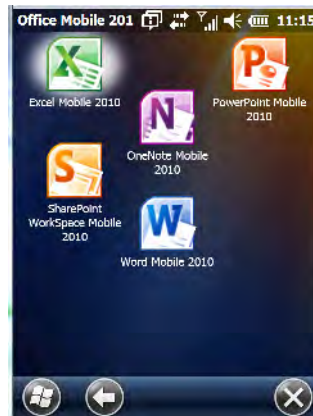 Office Mobile 201 11:15
Excel Mobile 2010
PowerPoint Mobile
2010
OneNote Mobile
2010
SharePoint
WorkSpace Mobile
2010
Word Mobile 2010